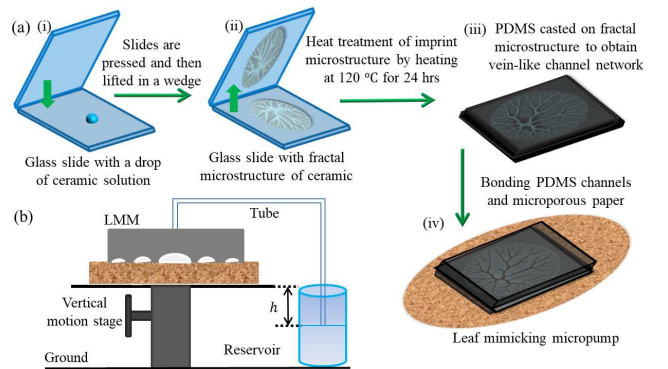 (a) (i)
Slides are
pressed and then
lifted in a wedge
Glass slide with a drop
of ceramic solution
(ii)
Heat treatment of imprint
microstructure by heating
at 120 °C for 24 hrs
Glass slide with fractal
microstructure of ceramic
(iii)
PDMS casted on fractal
microstructure to obtain
vein-like channel network
Bonding PDMS channels
and microporous paper
(iv)
Leaf mimicking micropump
(b)
LMM
Tube
Vertical
motion stage
h
Ground
Reservoir